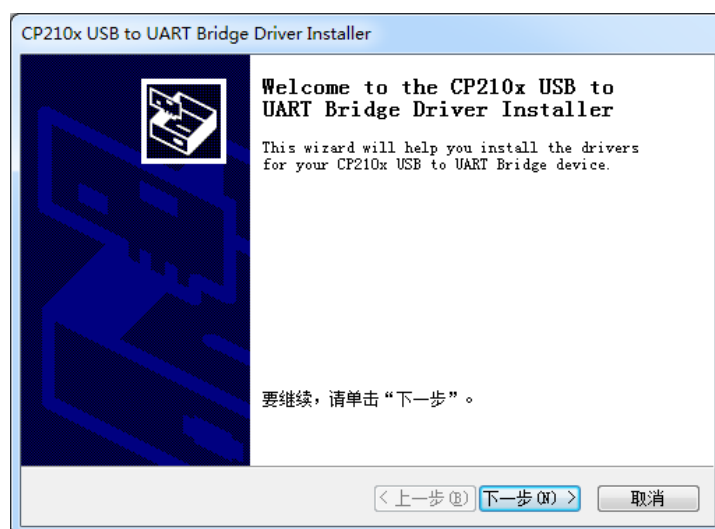 CP210x USB to UART Bridge Driver Installer
Welcome to the CP210x USB to
UART Bridge Driver Installer
This wizard will help you install the drivers
for your CP210x USB to UART Bridge device.
要继续，请单击“下一步”。
< 上一步(B) 下一步(N) > 取消